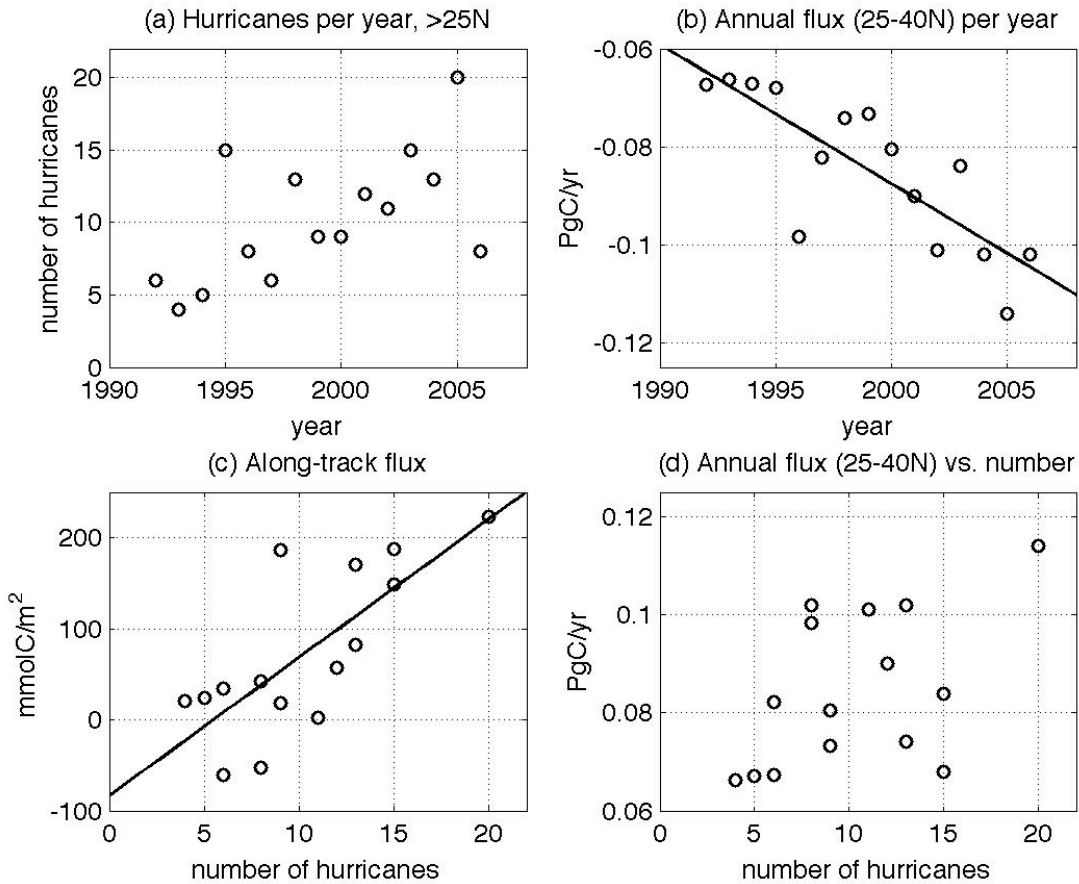 (a) Hurricanes per year, >25N
number of hurricanes
20
15
10
5
0
1990 1995 2000 2005
year
(b) Annual flux (25-40N) per year
PgC/yr
-0.06
-0.08
-0.1
-0.12
1990 1995 2000 2005
year
(c) Along-track flux
mmolC/m²
200
100
0
-100
0 5 10 15 20
number of hurricanes
(d) Annual flux (25-40N) vs. number
PgC/yr
0.12
0.1
0.08
0.06
0 5 10 15 20
number of hurricanes